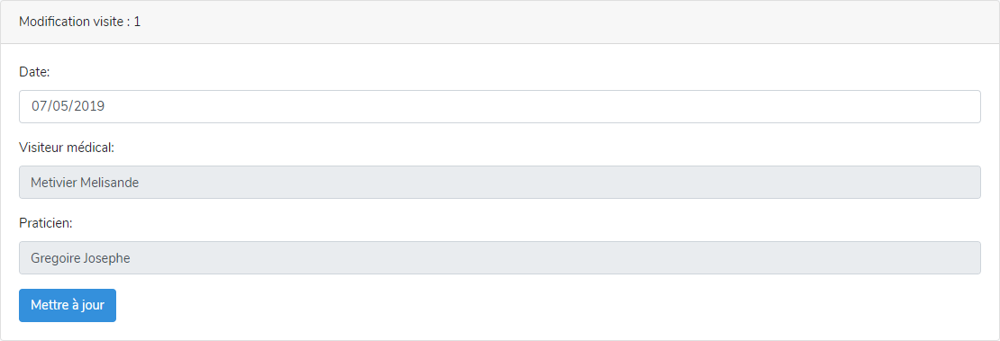 Modification visite : 1
Date:
07/05/2019
Visiteur médical:
Metivier Melisande
Praticien:
Gregoire Josephe
Mettre à jour